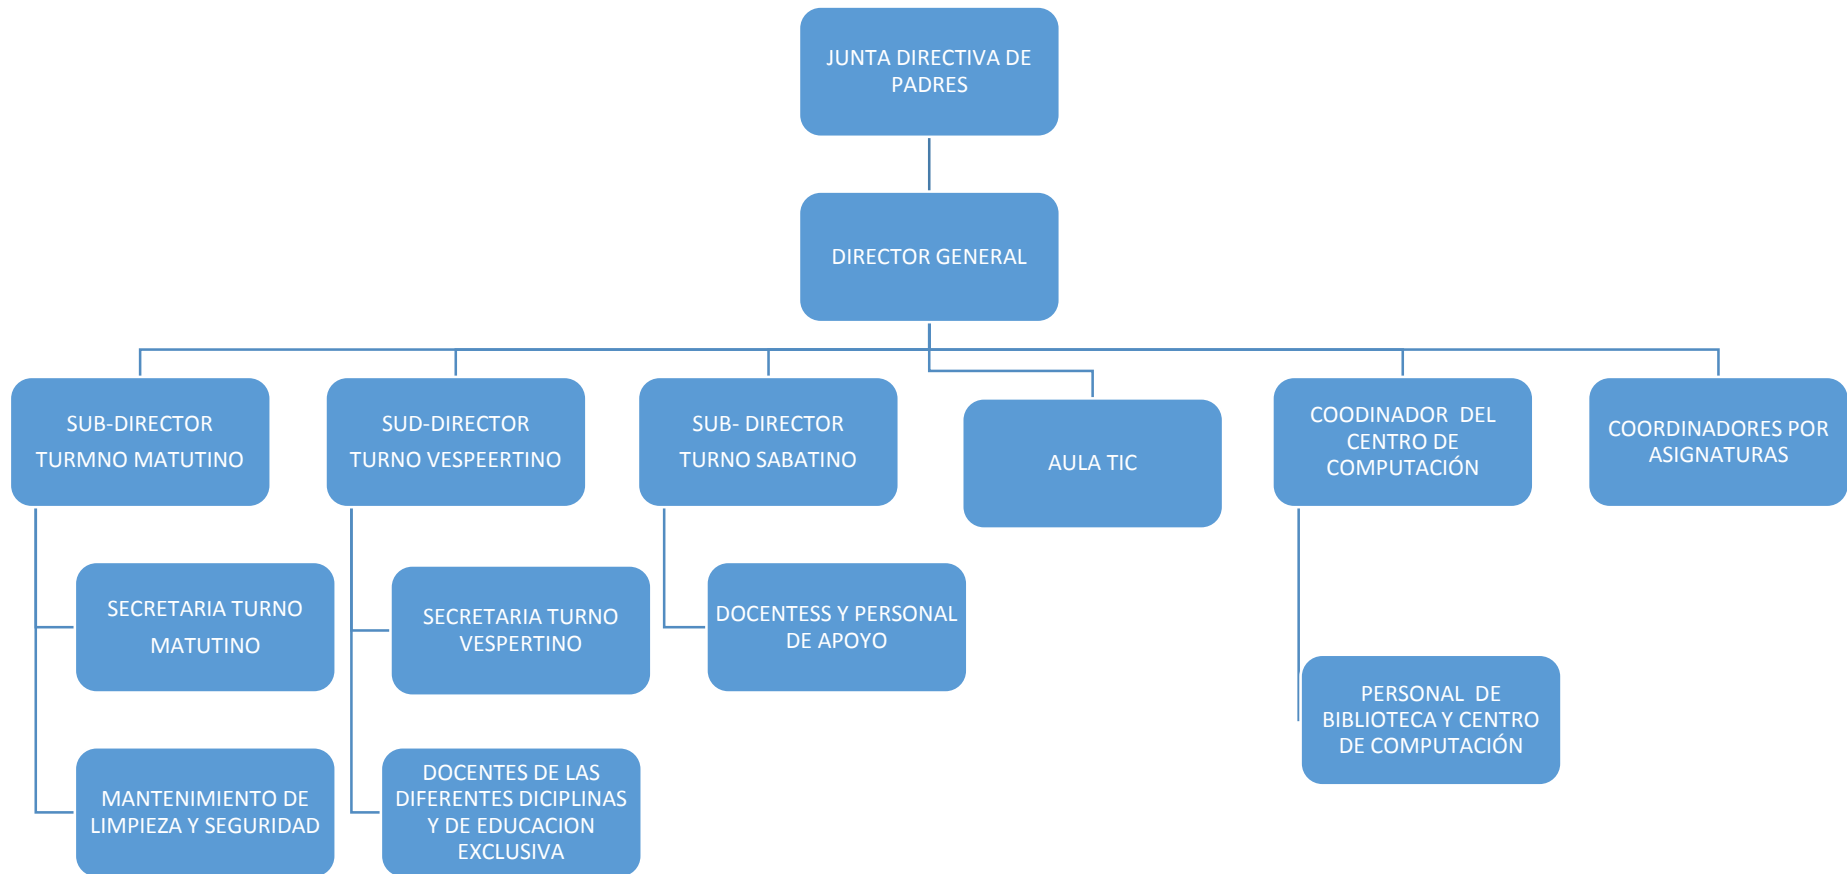 JUNTA DIRECTIVA DE
PADRES
DIRECTOR GENERAL
SUB-DIRECTOR
TURMNO MATUTINO
SUD-DIRECTOR
TURNO VESPEERTINO
SUB- DIRECTOR
TURNO SABATINO
AULA TIC
COODINADOR DEL
CENTRO DE
COMPUTACIÓN
COORDINADORES POR
ASIGNATURAS
SECRETARIA TURNO
MATUTINO
SECRETARIA TURNO
VESPERTINO
DOCENTESS Y PERSONAL
DE APOYO
PERSONAL DE
BIBLIOTECA Y CENTRO
DE COMPUTACIÓN
MANTENIMIENTO DE
LIMPIEZA Y SEGURIDAD
DOCENTES DE LAS
DIFERENTES DICIPLINAS
Y DE EDUCACION
EXCLUSIVA